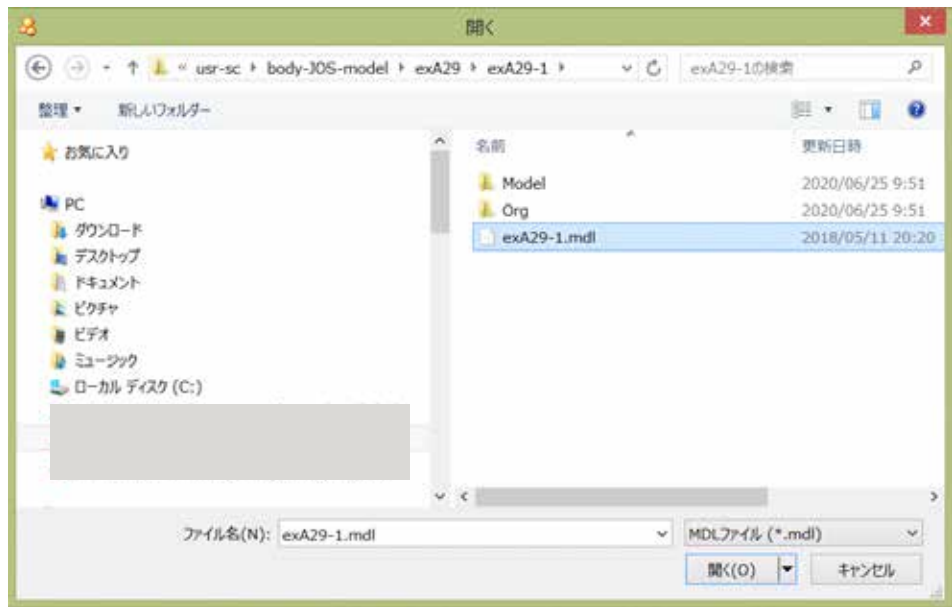 開く
« usr-sc body-JOS-model exA29 exA29-1 exA29-1の検索
整理 新しいフォルダー
お気に入り
PC
ダウンロード
デスクトップ
ドキュメント
ピクチャ
ビデオ
ミュージック
ローカル ディスク (C:)
名前 更新日時
Model 2020/06/25 9:51
Org 2020/06/25 9:51
exA29-1.mdl 2018/05/11 20:20
ファイル名(N): exA29-1.mdl MDLファイル (*.mdl)
開く(O) キャンセル